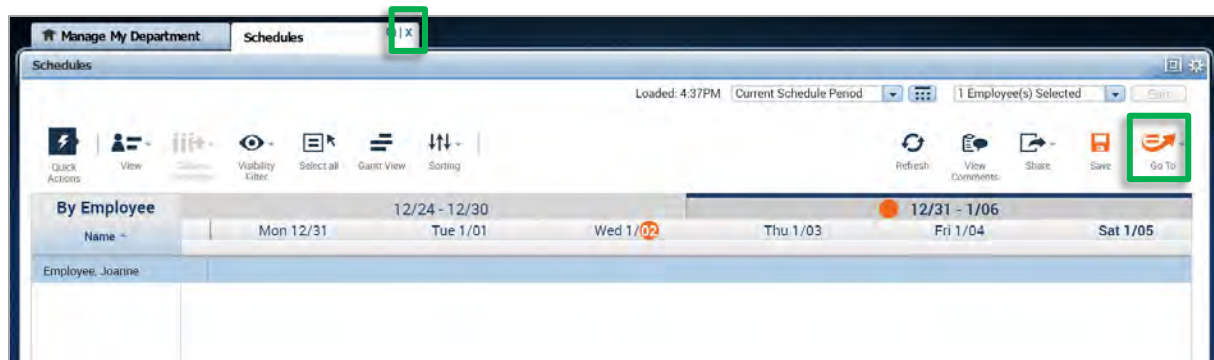 Manage My Department Schedules | X
Schedules
Loaded: 4:37PM Current Schedule Period 1 Employee(s) Selected Edit
Quick Actions View Visibility Filter Select all Gantt View Sorting Refresh View Comments Share Save Go To
By Employee 12/24 - 12/30 12/31 - 1/06
Name Mon 12/31 Tue 1/01 Wed 1/02 Thu 1/03 Fri 1/04 Sat 1/05
Employee, Joanne